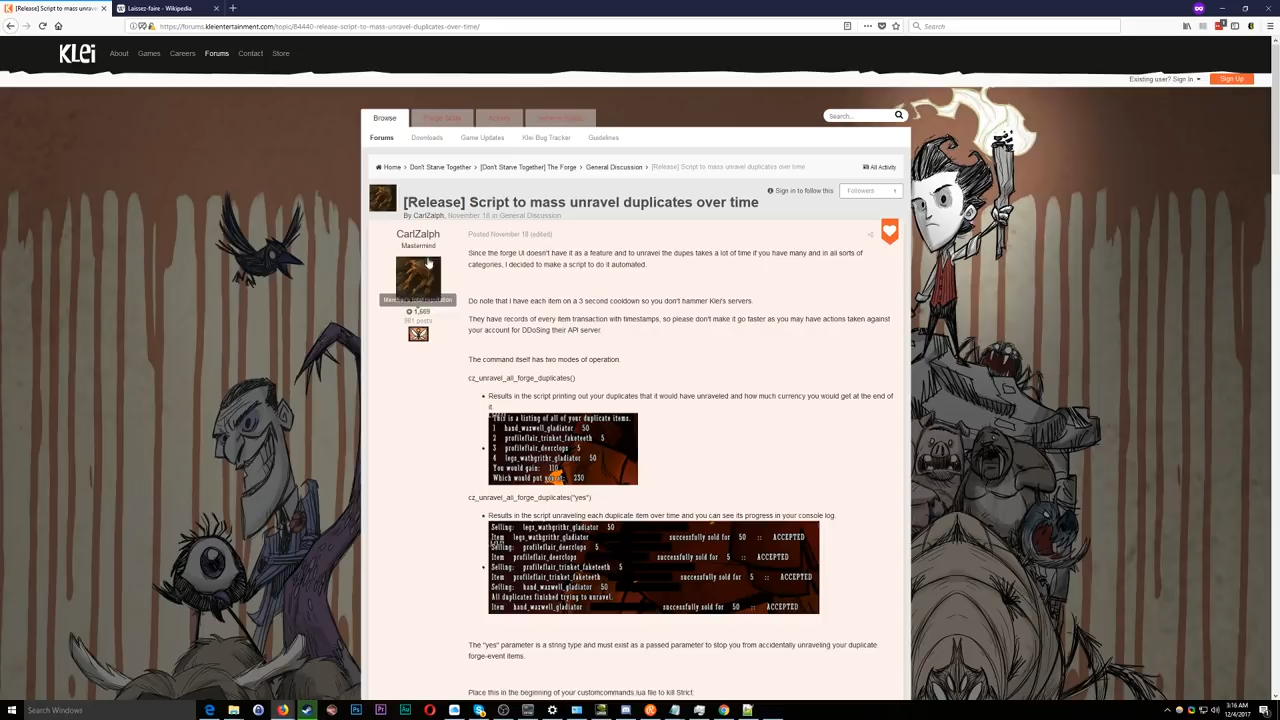 [Release] Script to mass unrav
Laissez-faire - Wikipedia
https://forums.kleientertainment.com/topic/84440-release-script-to-mass-unravel-duplicates-over-time/
Search
Klei
About Games Careers Forums Contact Store
Existing user? Sign In Sign Up
Browse Activity
Search...
Forums Downloads Game Updates Klei Bug Tracker Guidelines
Home > Don't Starve Together > [Don't Starve Together] The Forge > General Discussion > [Release] Script to mass unravel duplicates over time
All Activity
Sign in to follow this Followers 1
[Release] Script to mass unravel duplicates over time
By CarlZalph, November 18 in General Discussion
CarlZalph
Mastermind
Member's total reputation
1,669
981 posts
Posted November 18 (edited)
Since the forge UI doesn't have it as a feature and to unravel the dupes takes a lot of time if you have many and in all sorts of
categories, I decided to make a script to do it automated.
Do note that I have each item on a 3 second cooldown so you don't hammer Klei's servers.
They have records of every item transaction with timestamps, so please don't make it go faster as you may have actions taken against
your account for DDoSing their API server.
The command itself has two modes of operation.
cz_unravel_all_forge_duplicates()
Results in the script printing out your duplicates that it would have unraveled and how much currency you would get at the end of
it.
This is a listing of all of your duplicate items.
1 hand_waxwell_gladiator 50
2 profileflair_trinket_faketeeth 5
3 profileflair_deerclops 5
4 legs_wathgrithr_gladiator 50
You would gain: 110
Which would put you at: 230
cz_unravel_all_forge_duplicates("yes")
Results in the script unraveling each duplicate item over time and you can see its progress in your console log.
Selling: legs_wathgrithr_gladiator 50
Item legs_wathgrithr_gladiator successfully sold for 50 :: ACCEPTED
Selling: profileflair_deerclops 5
Item profileflair_deerclops successfully sold for 5 :: ACCEPTED
Selling: profileflair_trinket_faketeeth 5
Item profileflair_trinket_faketeeth successfully sold for 5 :: ACCEPTED
Selling: hand_waxwell_gladiator 50
All duplicates finished trying to unravel.
Item hand_waxwell_gladiator successfully sold for 50 :: ACCEPTED
The "yes" parameter is a string type and must exist as a passed parameter to stop you from accidentally unraveling your duplicate
forge-event items.
Place this in the beginning of your customcommands.lua file to kill Strict:
Search Windows
3:16 AM
12/4/2017